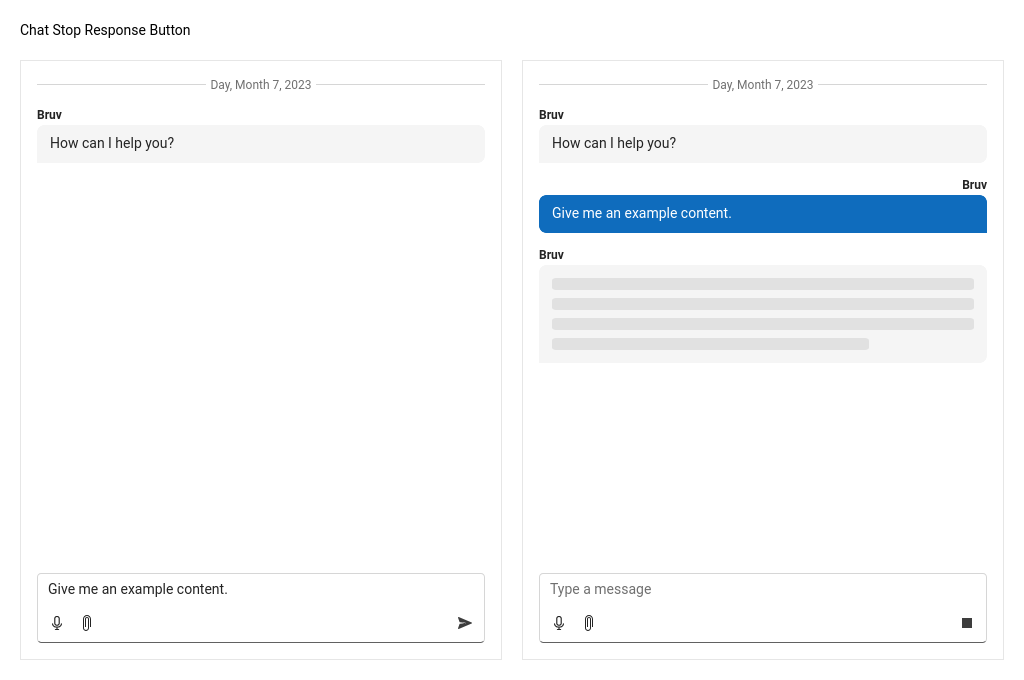 Chat Stop Response Button
Day, Month 7, 2023
Bruv
How can I help you?
Give me an example content.
Day, Month 7, 2023
Bruv
How can I help you?
Bruv
Give me an example content.
Bruv
Type a message